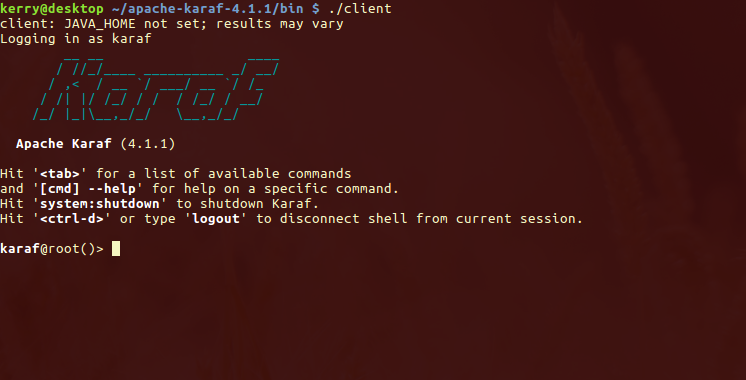 kerry@desktop ~/apache-karaf-4.1.1/bin $ ./client
client: JAVA_HOME not set; results may vary
Logging in as karaf
        __ __                  ____
       / //_/____ __________ _/ __/
      / ,<  / __ `/ ___/ __ `/ /_
     / /| |/ /_/ / /  / /_/ / __/
    /_/ |_|\__,_/_/   \__,_/_/
Apache Karaf (4.1.1)
Hit '<tab>' for a list of available commands
and '[cmd] --help' for help on a specific command.
Hit 'system:shutdown' to shutdown Karaf.
Hit '<ctrl-d>' or type 'logout' to disconnect shell from current session.
karaf@root()>